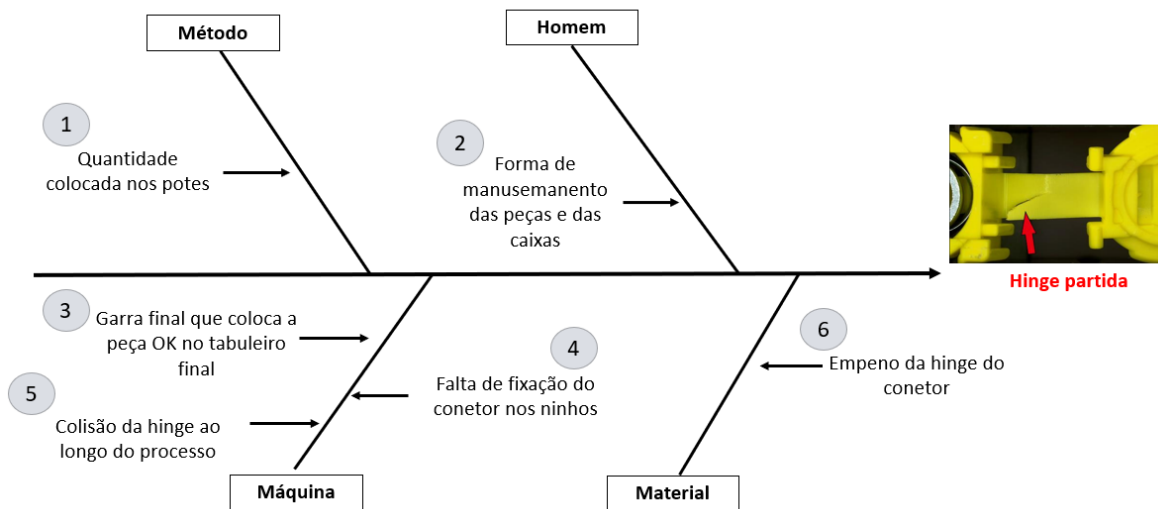 Método
Homem
1
Quantidade
colocada nos potes
2
Forma de
manusemanento
das peças e das
caixas
Hinge partida
3
Garra final que coloca a
peça OK no tabuleiro
final
4
Falta de fixação do
conetor nos ninhos
5
Colisão da hinge ao
longo do processo
6
Empeno da hinge do
conetor
Máquina
Material